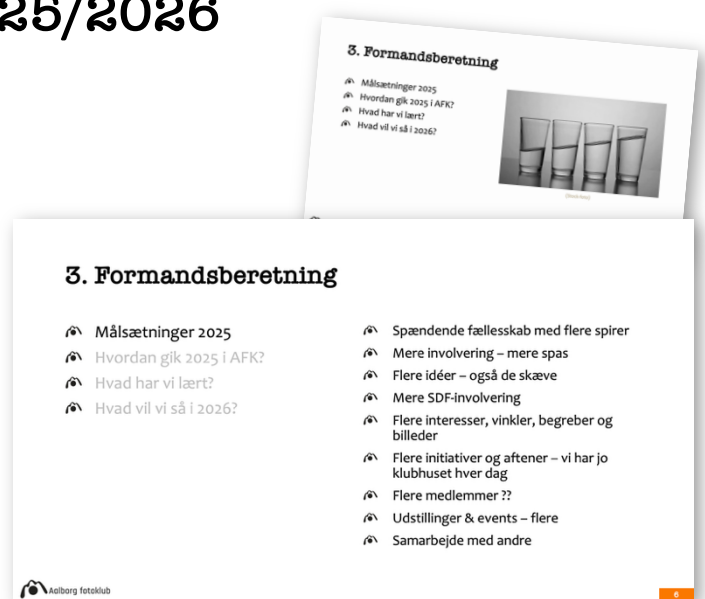 25/2026
3. Formandsberetning
Målsætninger 2025
Hvordan gik 2025 i AFK?
Hvad har vi lært?
Hvad vil vi så i 2026?
3. Formandsberetning
Målsætninger 2025
Hvordan gik 2025 i AFK?
Hvad har vi lært?
Hvad vil vi så i 2026?
Spændende fællesskab med flere spirer
Mere involvering – mere spas
Flere idéer – også de skæve
Mere SDF-involvering
Flere interesser, vinkler, begreber og
billeder
Flere initiativer og aftener – vi har jo
klubhuset hver dag
Flere medlemmer ??
Udstillinger & events – flere
Samarbejde med andre
Aalborg fotoklub
6